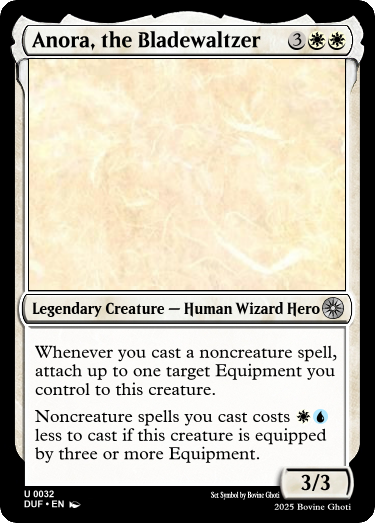 Anora, the Bladewaltzer 3
Legendary Creature — Human Wizard Hero
Whenever you cast a noncreature spell,
attach up to one target Equipment you
control to this creature.
Noncreature spells you cast costs
less to cast if this creature is equipped
by three or more Equipment.
3/3
U 0032
DUF • EN
Set Symbol by Bovine Ghoti
2025 Bovine Ghoti